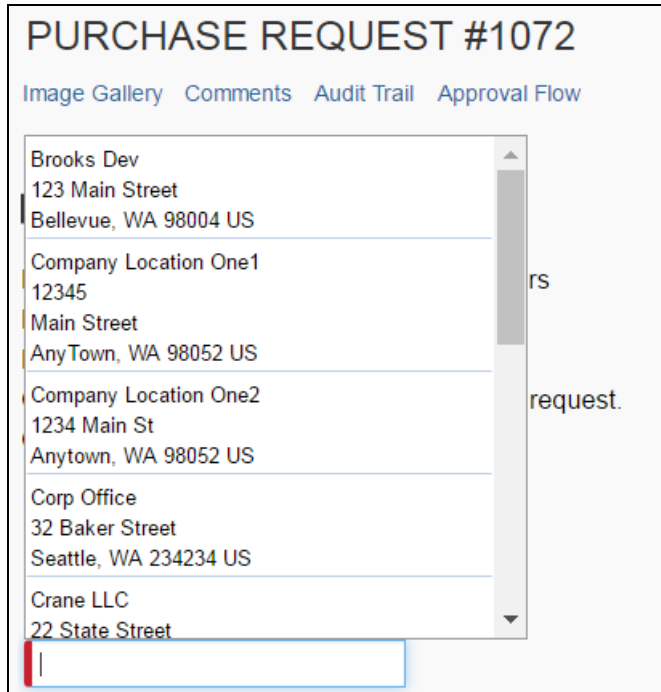 PURCHASE REQUEST #1072
Image Gallery Comments Audit Trail Approval Flow
Brooks Dev
123 Main Street
Bellevue, WA 98004 US
Company Location One1
12345
Main Street
AnyTown, WA 98052 US
Company Location One2
1234 Main St
Anytown, WA 98052 US
Corp Office
32 Baker Street
Seattle, WA 234234 US
Crane LLC
22 State Street
rs
request.